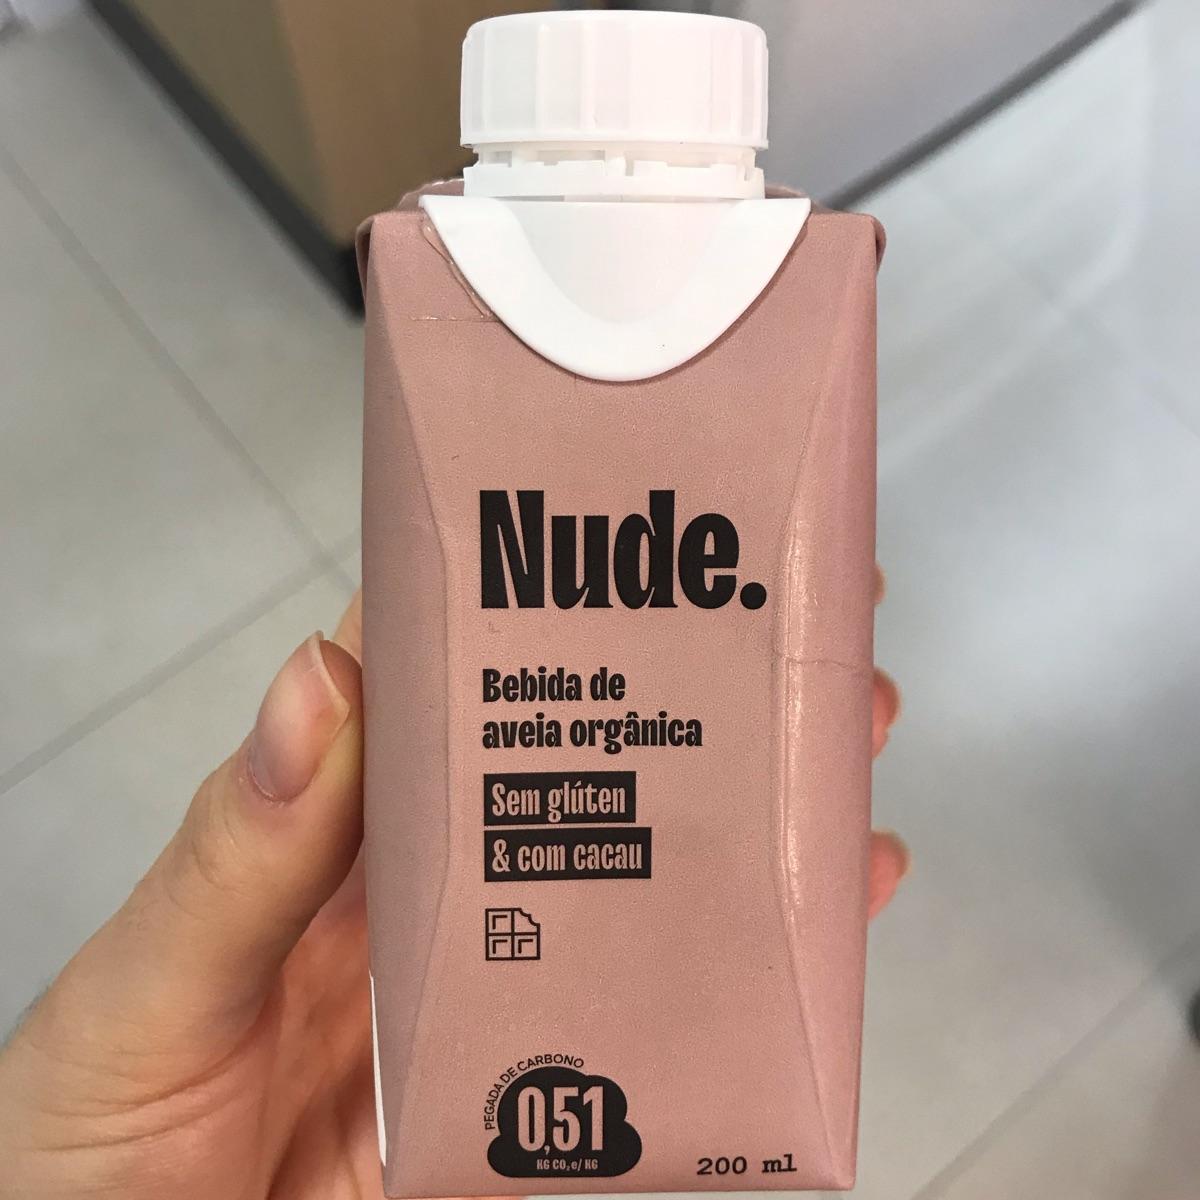 Nude.
Bebida de
aveia orgânica
Sem glúten
& com cacau
PEGADA DE CARBONO
0,51
KG CO₂e/ KG
200 ml